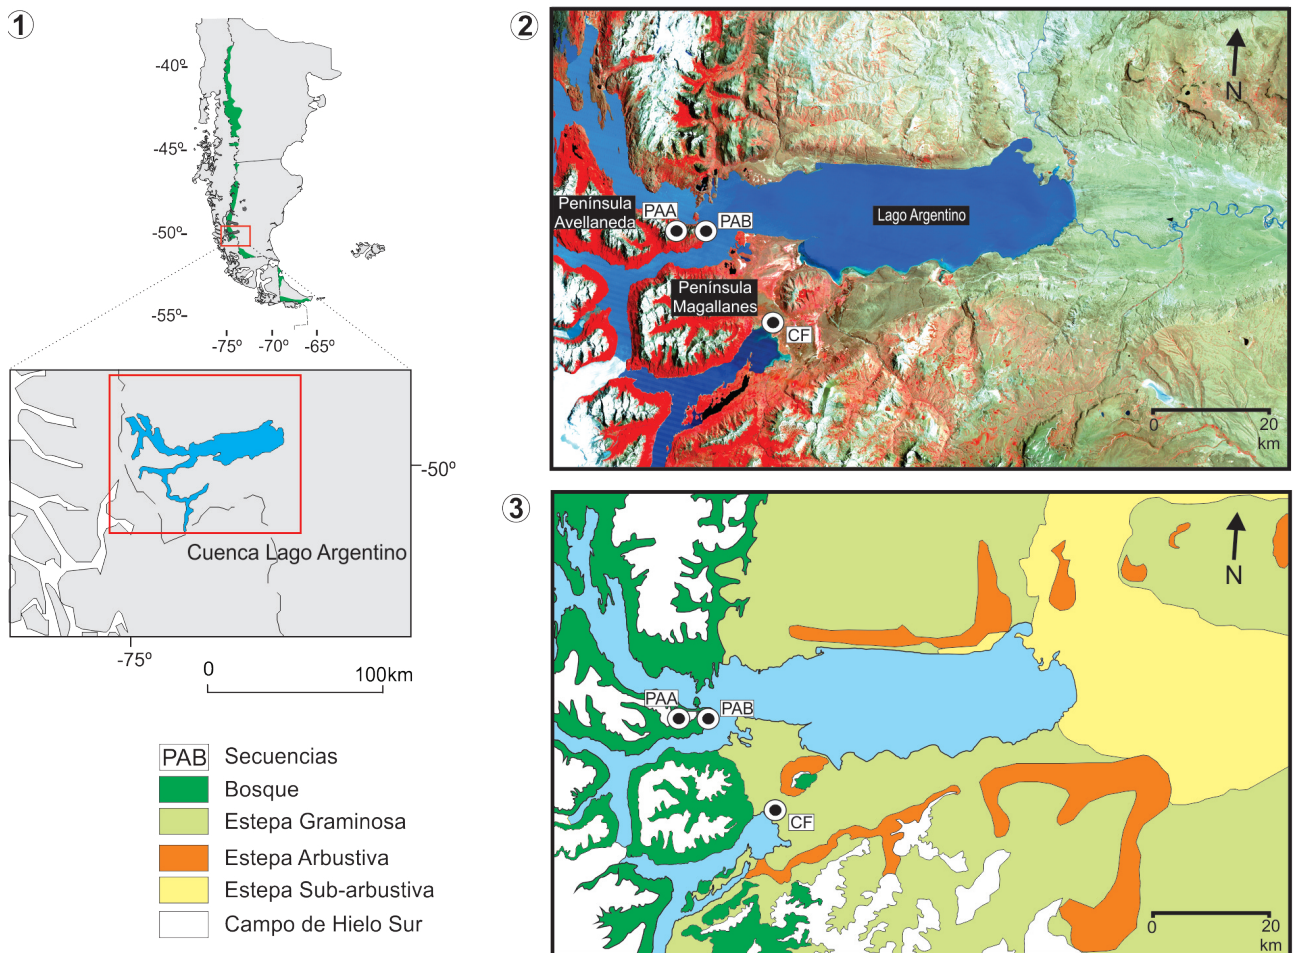 1
-40º
-45º
-50º
-55º
-75º -70º -65º
Cuenca Lago Argentino
-50º
-75º
0 100km
PAB Secuencias
Bosque
Estepa Graminosa
Estepa Arbustiva
Estepa Sub-arbustiva
Campo de Hielo Sur
2
N
Península
Avellaneda
PAA
PAB
Lago Argentino
Península
Magallanes
CF
0 20
km
3
N
PAA
PAB
CF
0 20
km